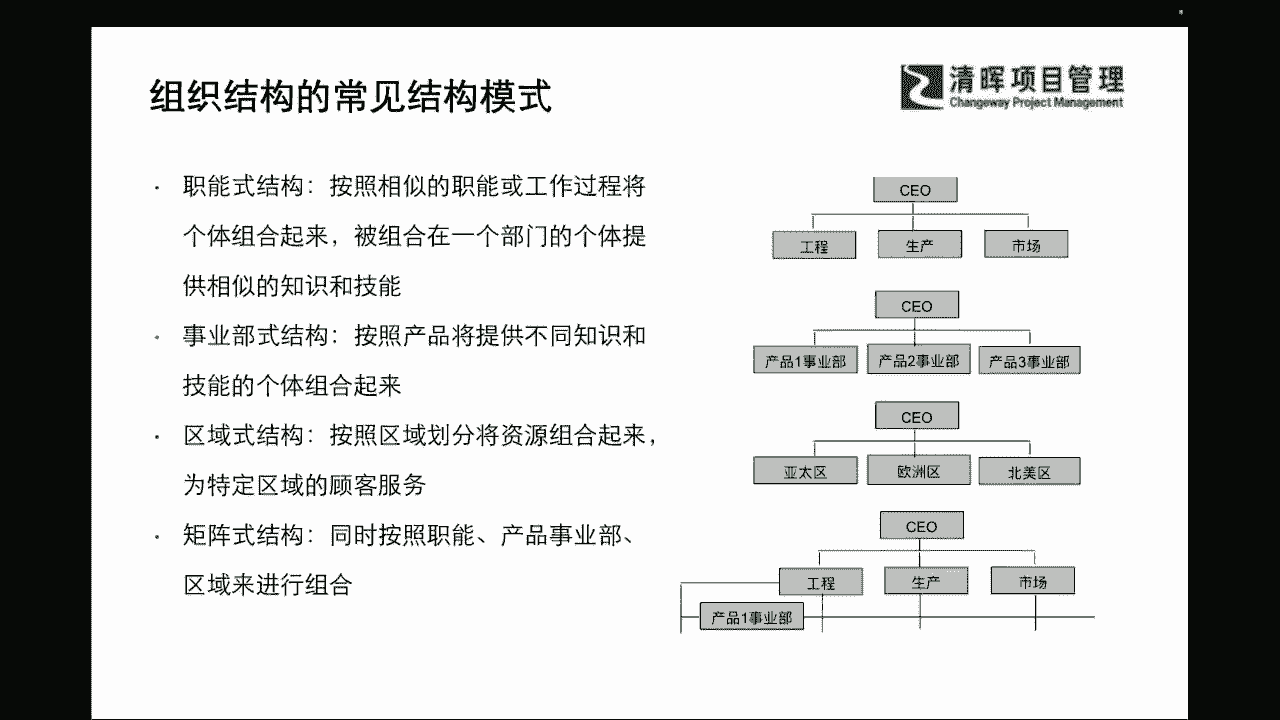 组织结构的常见结构模式
清晖项目管理
Changeway Project Management
· 职能式结构：按照相似的职能或工作过程将
个体组合起来，被组合在一个部门的个体提
供相似的知识和技能
· 事业部式结构：按照产品将提供不同知识和
技能的个体组合起来
· 区域式结构：按照区域划分将资源组合起来，
为特定区域的顾客服务
· 矩阵式结构：同时按照职能、产品事业部、
区域来进行组合
CEO
工程 生产 市场
CEO
产品1事业部 产品2事业部 产品3事业部
CEO
亚太区 欧洲区 北美区
CEO
工程 生产 市场
产品1事业部